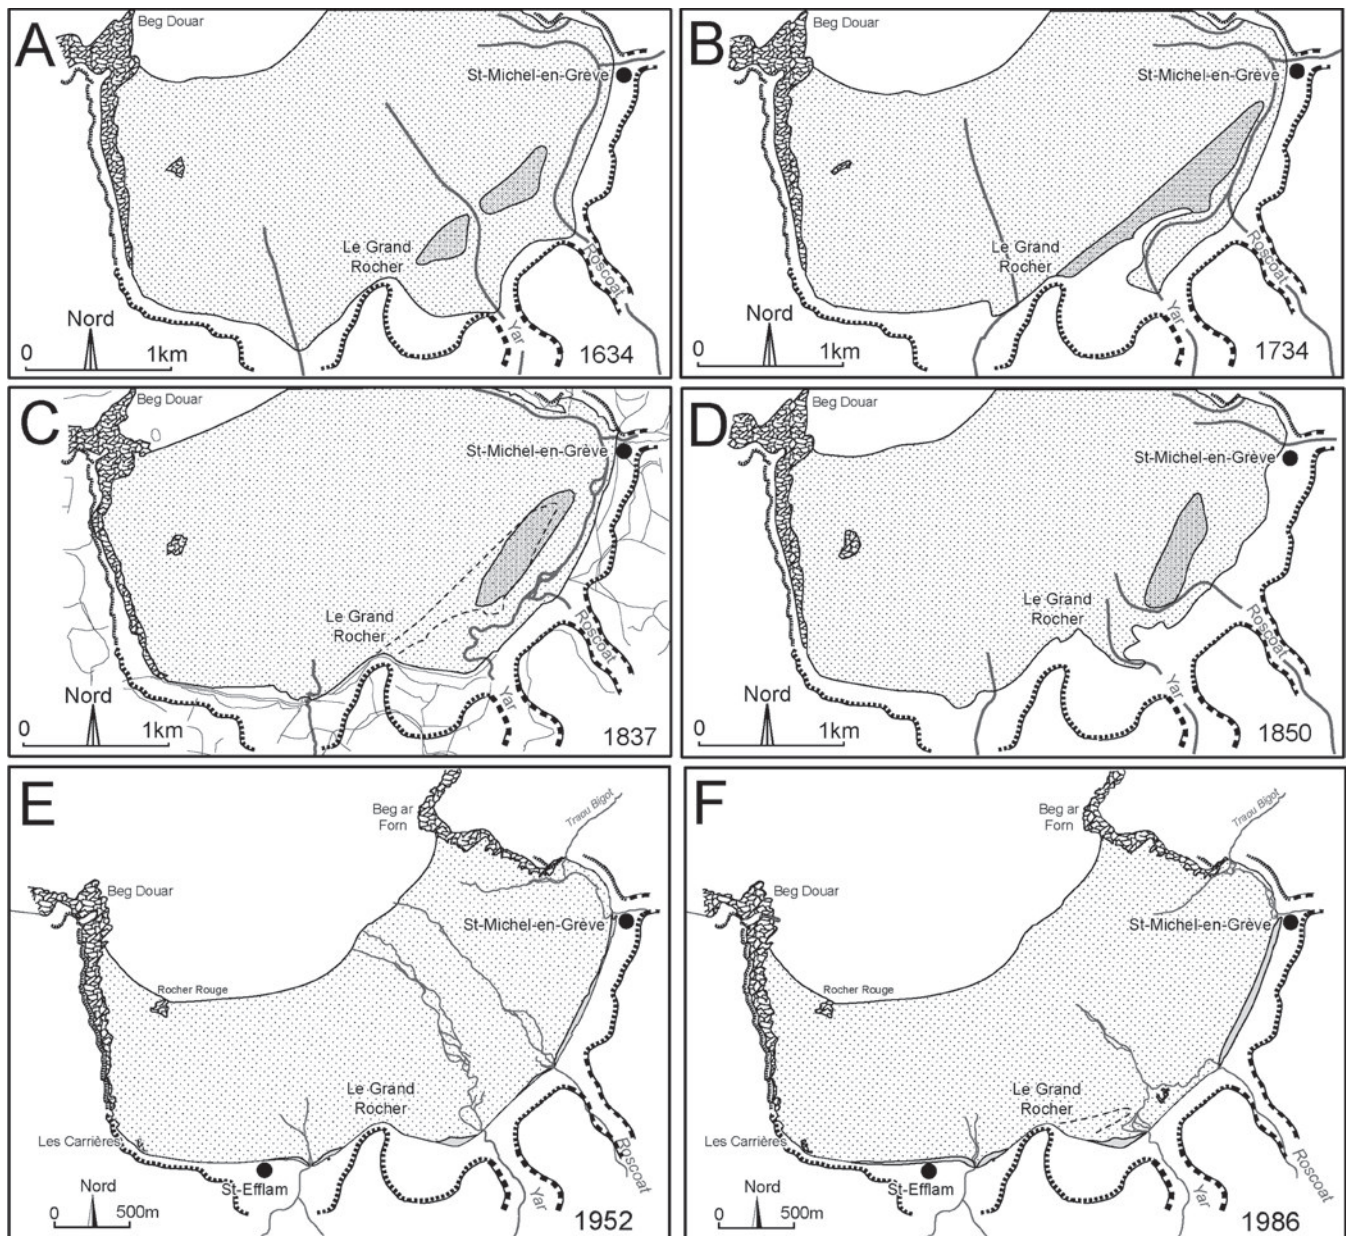 A
Beg Douar
St-Michel-en-Grève
Le Grand
Rocher
Roscoat
Yar
Nord
0
1km
1634
B
Beg Douar
St-Michel-en-Grève
Le Grand
Rocher
Roscoat
Yar
Nord
0
1km
1734
C
Beg Douar
St-Michel-en-Grève
Le Grand
Rocher
Roscoat
Yar
Nord
0
1km
1837
D
Beg Douar
St-Michel-en-Grève
Le Grand
Rocher
Roscoat
Yar
Nord
0
1km
1850
E
Beg ar
Forn
Traou Bigot
Beg Douar
St-Michel-en-Grève
Rocher Rouge
Le Grand
Rocher
Les Carrières
St-Efflam
Roscoat
Yar
Nord
0
500m
1952
F
Beg ar
Forn
Traou Bigot
Beg Douar
St-Michel-en-Grève
Rocher Rouge
Le Grand
Rocher
Les Carrières
St-Efflam
Roscoat
Yar
Nord
0
500m
1986